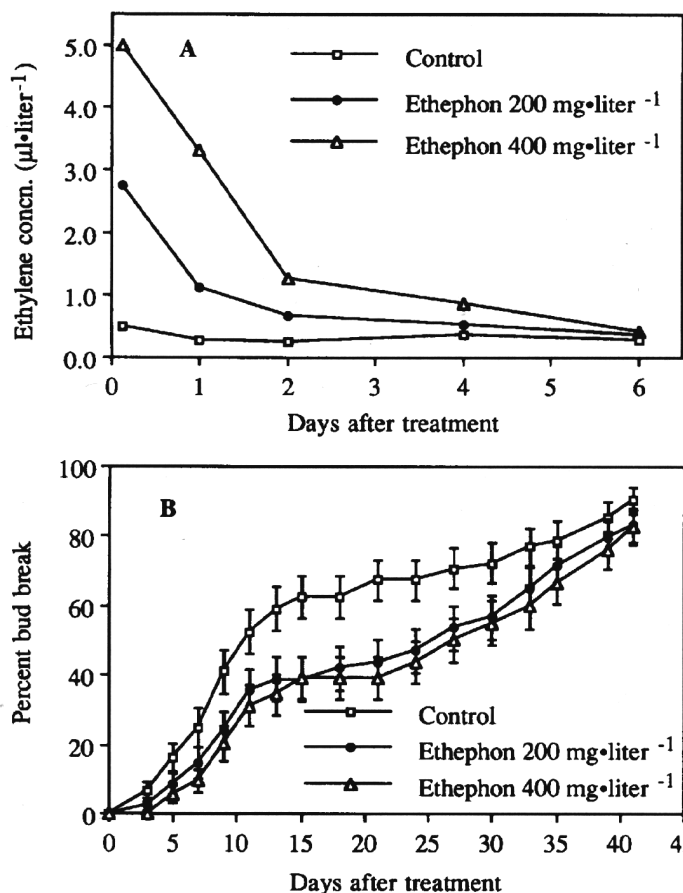 A
Control
Ethephon 200 mg•liter -1
Ethephon 400 mg•liter -1
Ethylene concn. (µl•liter-1)
5.0
4.0
3.0
2.0
1.0
0.0
0 1 2 3 4 5 6
Days after treatment
B
Percent bud break
100
80
60
40
20
0
Control
Ethephon 200 mg•liter -1
Ethephon 400 mg•liter -1
0 5 10 15 20 25 30 35 40 4
Days after treatment